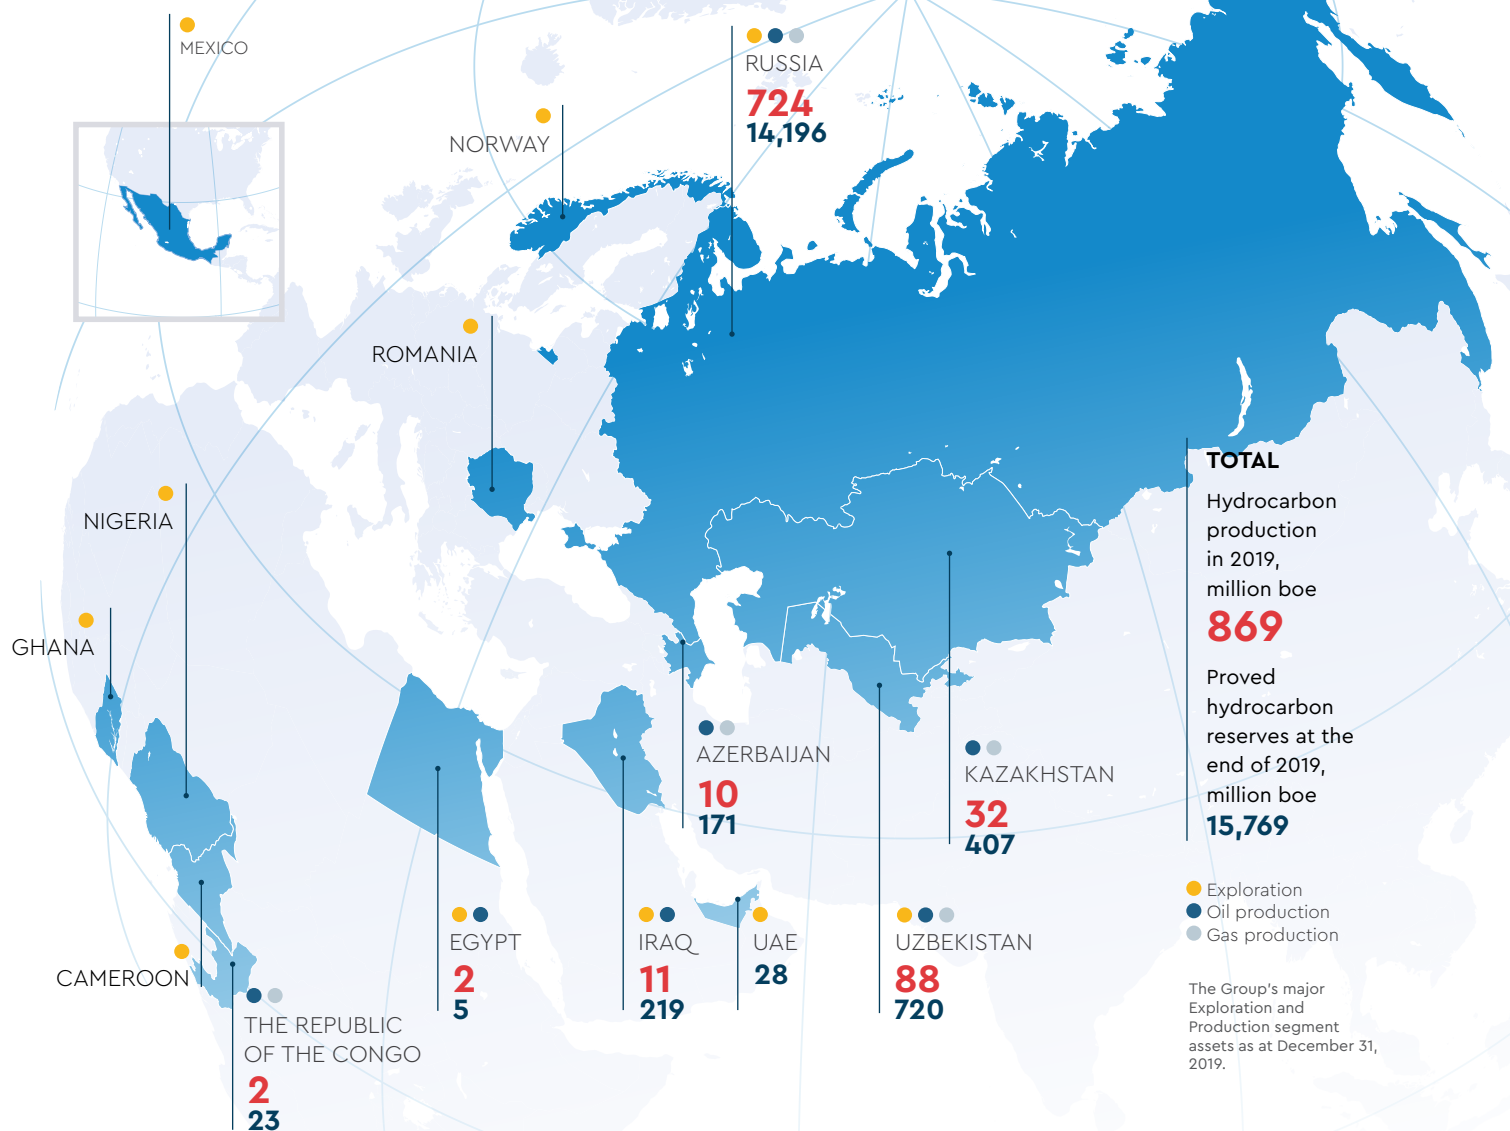 MEXICO
RUSSIA
724
14,196
NORWAY
ROMANIA
NIGERIA
GHANA
CAMEROON
THE REPUBLIC
OF THE CONGO
2
23
EGYPT
2
5
IRAQ
11
219
UAE
28
AZERBAIJAN
10
171
UZBEKISTAN
88
720
KAZAKHSTAN
32
407
TOTAL
Hydrocarbon
production
in 2019,
million boe
869
Proved
hydrocarbon
reserves at the
end of 2019,
million boe
15,769
Exploration
Oil production
Gas production
The Group's major
Exploration and
Production segment
assets as at December 31,
2019.